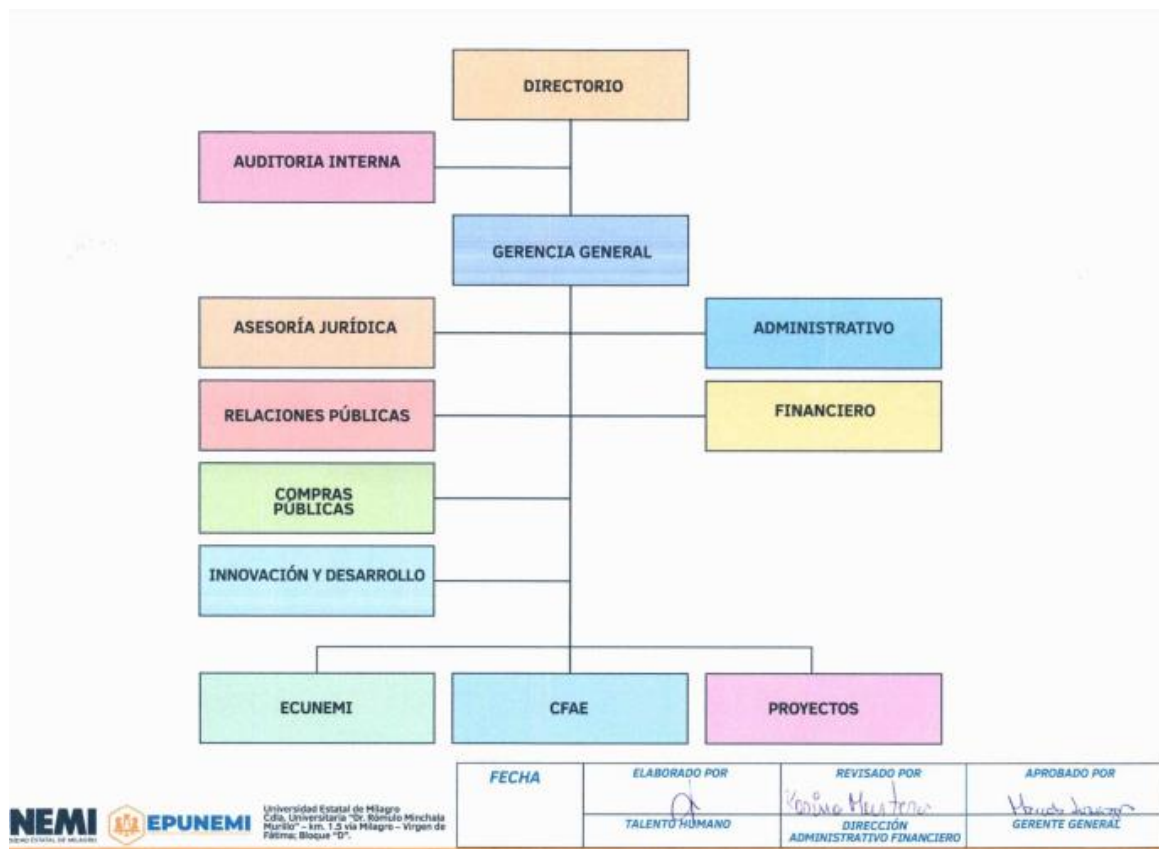 DIRECTORIO
AUDITORIA INTERNA
GERENCIA GENERAL
ASESORÍA JURÍDICA
ADMINISTRATIVO
RELACIONES PÚBLICAS
FINANCIERO
COMPRAS
PÚBLICAS
INNOVACIÓN Y DESARROLLO
ECUNEMI
CFAE
PROYECTOS
FECHA
ELABORADO POR
REVISADO POR
APROBADO POR
TALENTO HUMANO
DIRECCIÓN
ADMINISTRATIVO FINANCIERO
GERENTE GENERAL
NEMI
EPUNEMI
Universidad Estatal de Milagro
Cdla. Universitaria "Dr. Rómulo Minchala
Murillo" – km. 1.5 vía Milagro – Virgen de
Fátima; Bloque "D".